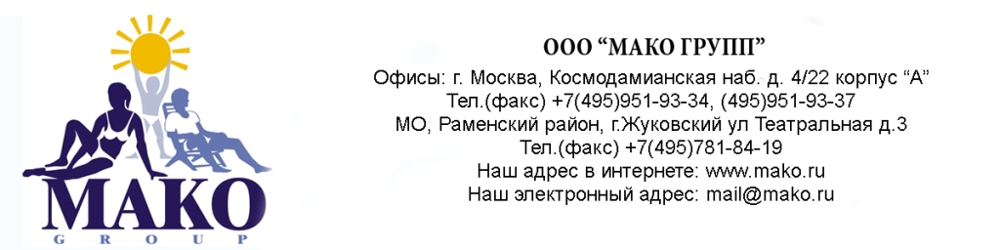 МАКО
GROUP
ООО “МАКО ГРУПП”
Офисы: г. Москва, Космодамианская наб. д. 4/22 корпус “А”
Тел.(факс) +7(495)951-93-34, (495)951-93-37
МО, Раменский район, г.Жуковский ул Театральная д.3
Тел.(факс) +7(495)781-84-19
Наш адрес в интернете: www.mako.ru
Наш электронный адрес: mail@mako.ru